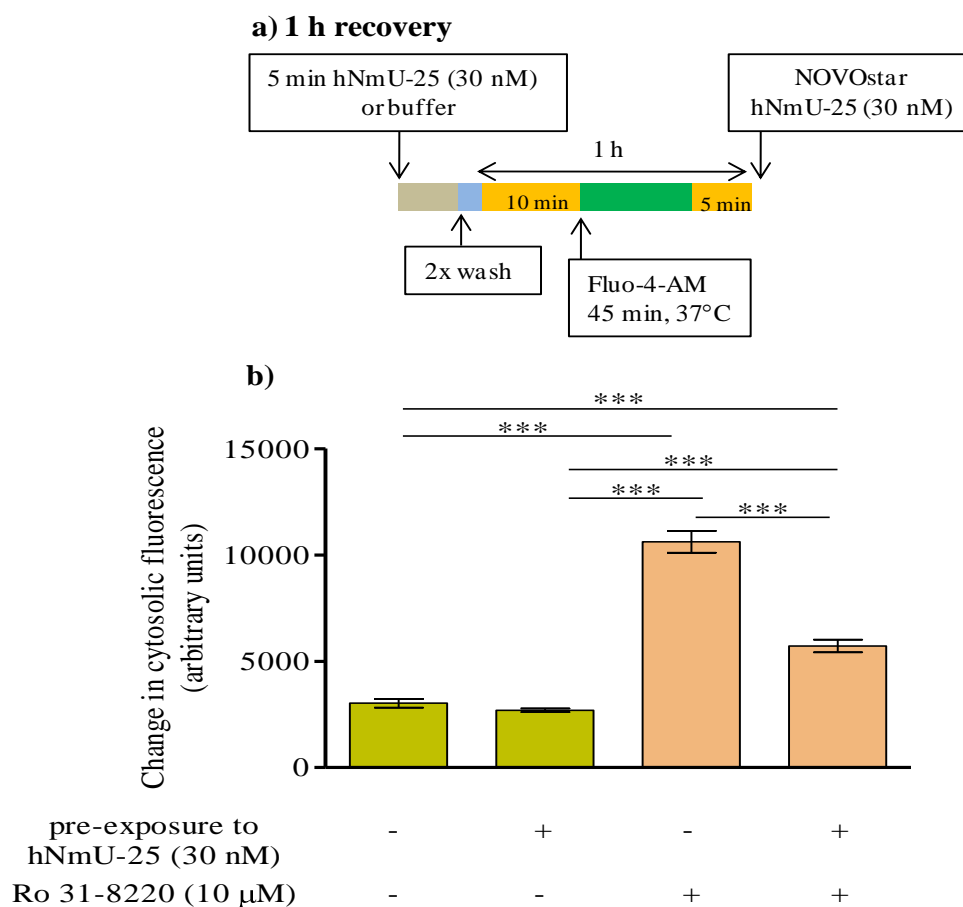 a) 1 h recovery
5 min hNmU-25 (30 nM)
or buffer
NOVOstar
hNmU-25 (30 nM)
1 h
10 min
5 min
2x wash
Fluo-4-AM
45 min, 37°C
b)
***
***
***
***
***
Change in cytosolic fluorescence
(arbitrary units)
15000
10000
5000
0
pre-exposure to
hNmU-25 (30 nM)
- + - +
Ro 31-8220 (10 μM)
- - + +